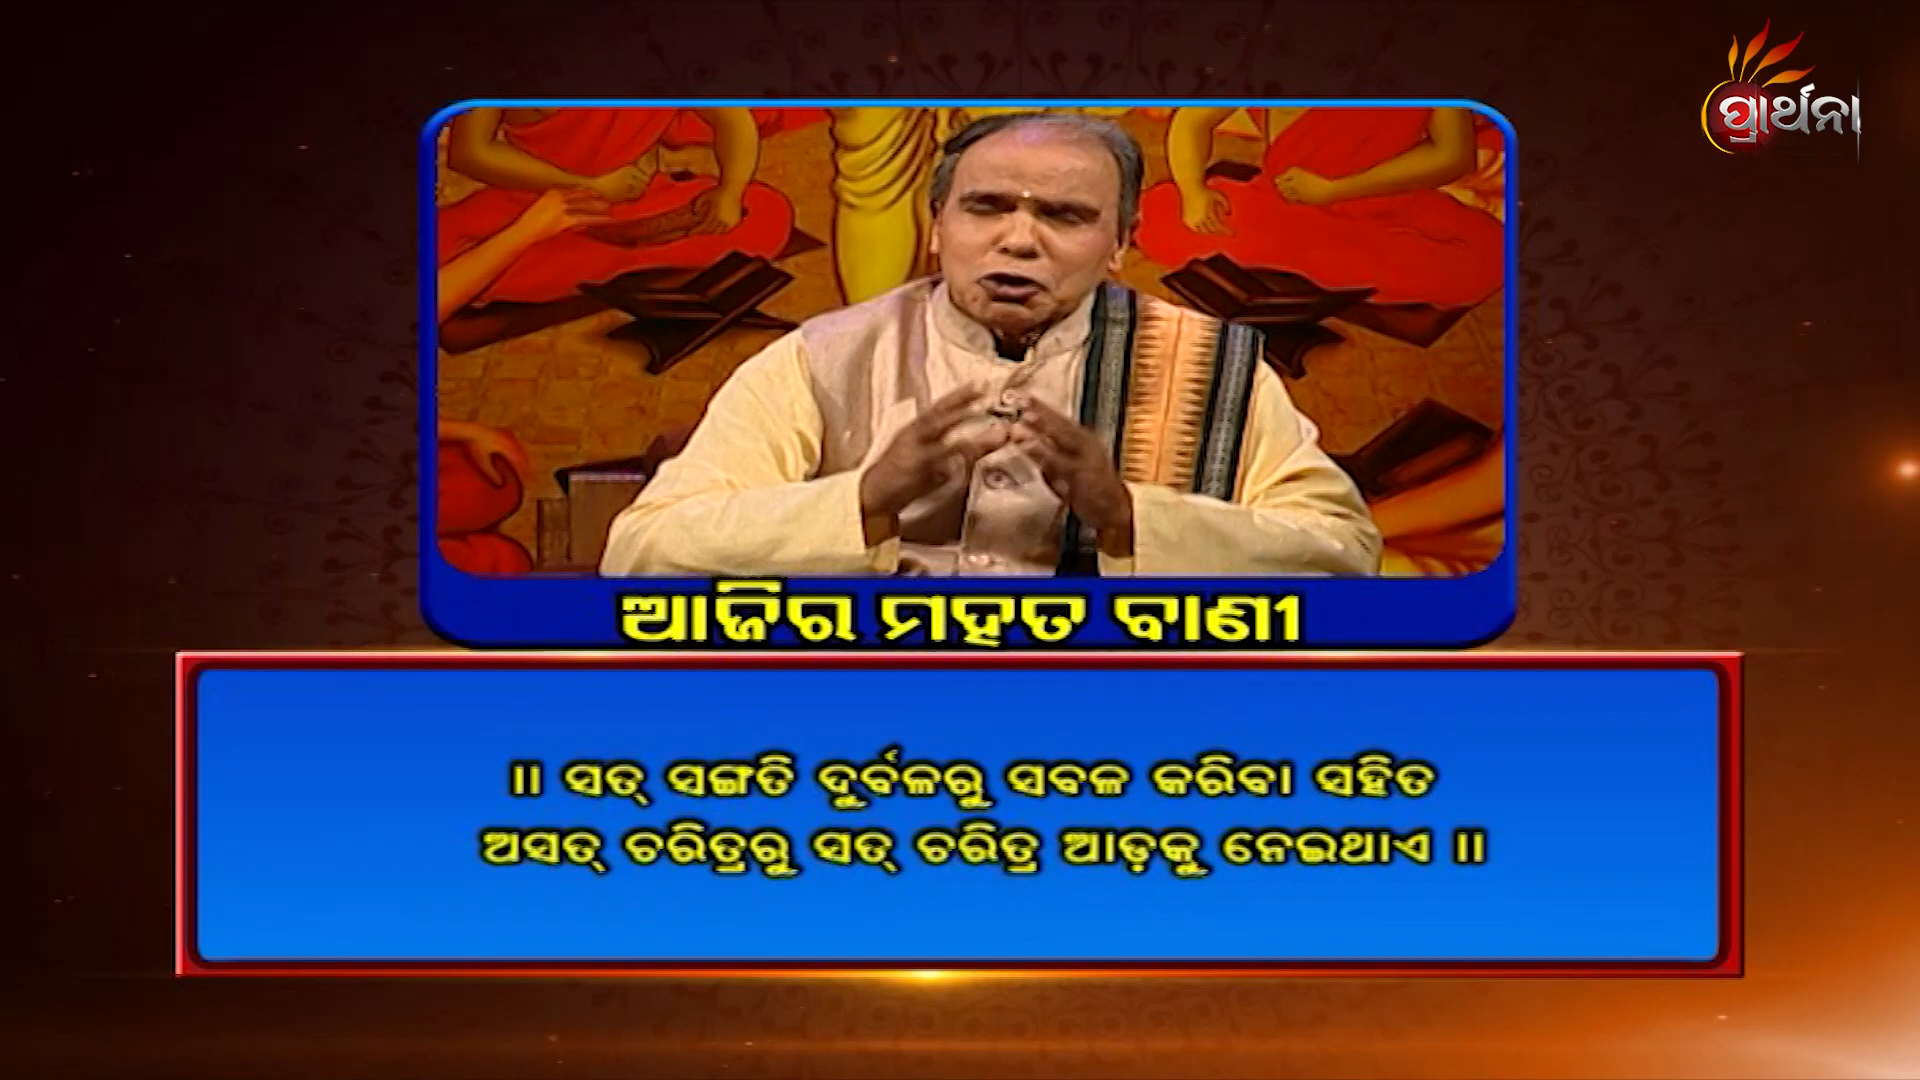 ପ୍ରାର୍ଥନା
ଆଜିର ମହତ ବାଣୀ
॥ ସତ୍ ସଙ୍ଗତି ଦୁର୍ବଳରୁ ସବଳ କରିବା ସହିତ
ଅସତ୍ ଚରିତ୍ରରୁ ସତ୍ ଚରିତ୍ର ଆଡ଼କୁ ନେଇଥାଏ ॥